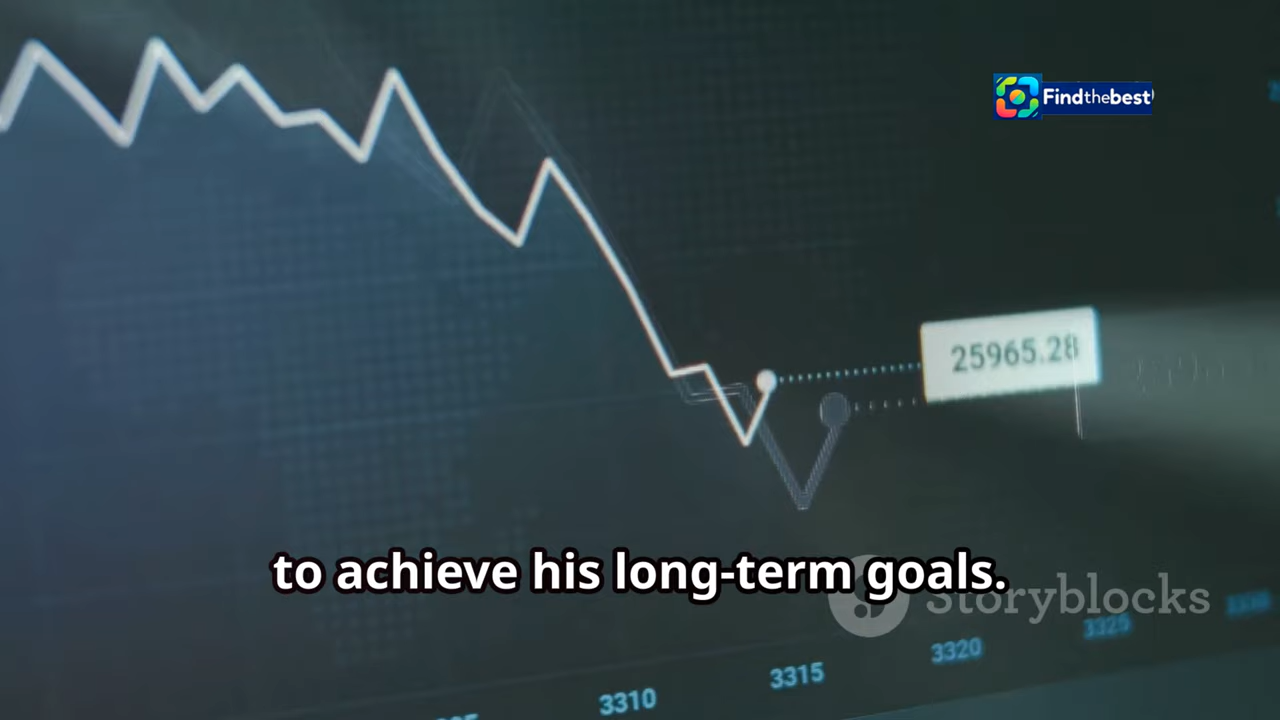 Findthebest
25965.28
to achieve his long-term goals.
Storyblocks
3325
3320
3315
3310